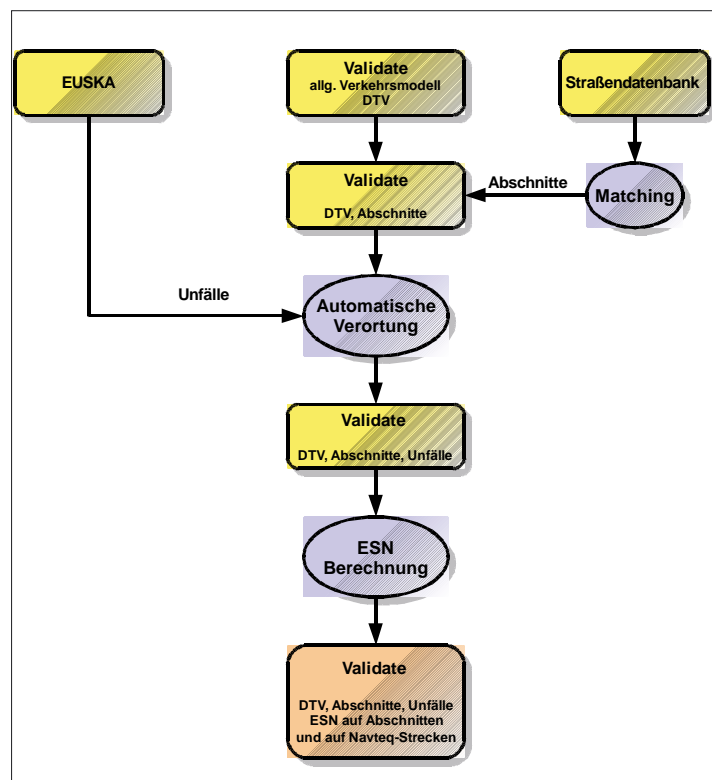 EUSKA
Validate
allg. Verkehrsmodell
DTV
Straßendatenbank
Validate
DTV, Abschnitte
Abschnitte
Matching
Unfälle
Automatische
Verortung
Validate
DTV, Abschnitte, Unfälle
ESN
Berechnung
Validate
DTV, Abschnitte, Unfälle
ESN auf Abschnitten
und auf Navteq-Strecken